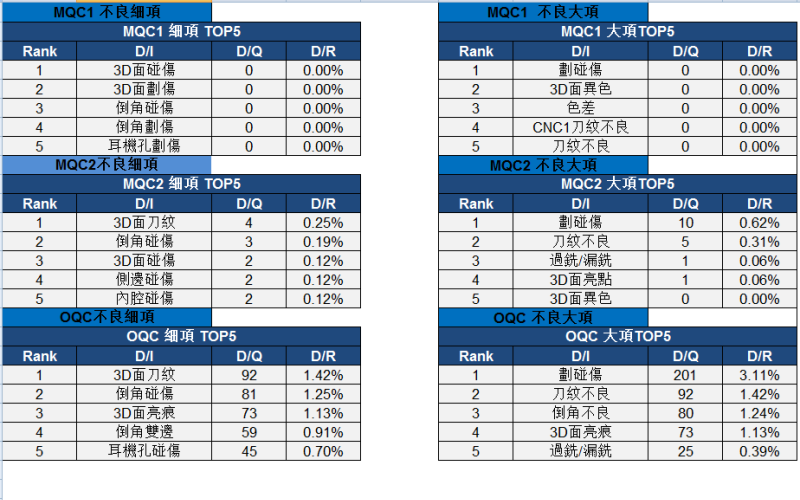 MQC1 不良細項
MQC1 細項 TOP5
Rank D/I D/Q D/R
1 3D面碰傷 0 0.00%
2 3D面劃傷 0 0.00%
3 倒角碰傷 0 0.00%
4 倒角劃傷 0 0.00%
5 耳機孔劃傷 0 0.00%
MQC2不良細項
MQC2 細項 TOP5
Rank D/I D/Q D/R
1 3D面刀纹 4 0.25%
2 倒角碰傷 3 0.19%
3 3D面碰傷 2 0.12%
4 側邊碰傷 2 0.12%
5 內腔碰傷 2 0.12%
OQC不良細項
OQC 細項 TOP5
Rank D/I D/Q D/R
1 3D面刀纹 92 1.42%
2 倒角碰傷 81 1.25%
3 3D面亮痕 73 1.13%
4 倒角雙邊 59 0.91%
5 耳機孔碰傷 45 0.70%
MQC1 不良大項
MQC1 大項TOP5
Rank D/I D/Q D/R
1 劃碰傷 0 0.00%
2 3D面異色 0 0.00%
3 色差 0 0.00%
4 CNC1刀纹不良 0 0.00%
5 刀纹不良 0 0.00%
MQC2 不良大項
MQC2 大項TOP5
Rank D/I D/Q D/R
1 劃碰傷 10 0.62%
2 刀纹不良 5 0.31%
3 過銑/漏銑 1 0.06%
4 3D面亮點 1 0.06%
5 3D面異色 0 0.00%
OQC 不良大項
OQC 大項TOP5
Rank D/I D/Q D/R
1 劃碰傷 201 3.11%
2 刀纹不良 92 1.42%
3 倒角不良 80 1.24%
4 3D面亮痕 73 1.13%
5 過銑/漏銑 25 0.39%